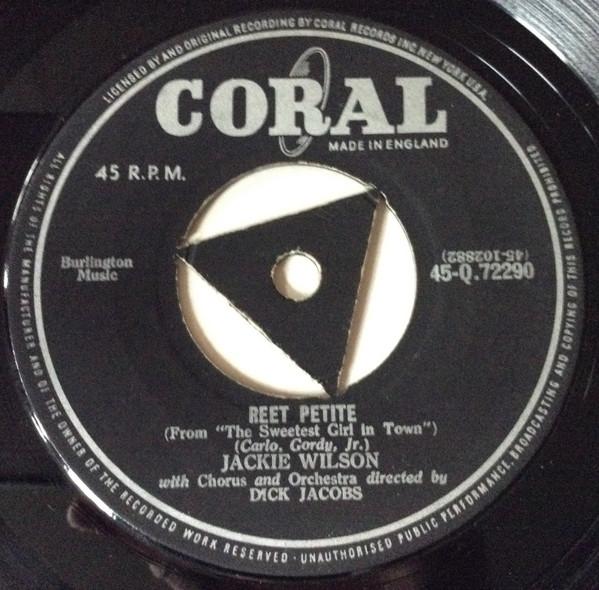 LICENSED BY AND ORIGINAL RECORDING BY CORAL RECORDS INC. NEW YORK USA.
CORAL
MADE IN ENGLAND
45 R.P.M.
Burlington
Music
(45-102882)
45-Q.72290
REET PETITE
(From "The Sweetest Girl in Town")
(Carlo, Gordy, Jr.)
JACKIE WILSON
with Chorus and Orchestra directed by
DICK JACOBS
ALL RIGHTS OF THE MANUFACTURER AND OF THE OWNER OF THE RECORDED WORK RESERVED · UNAUTHORISED PUBLIC PERFORMANCE, BROADCASTING AND COPYING OF THIS RECORD PROHIBITED